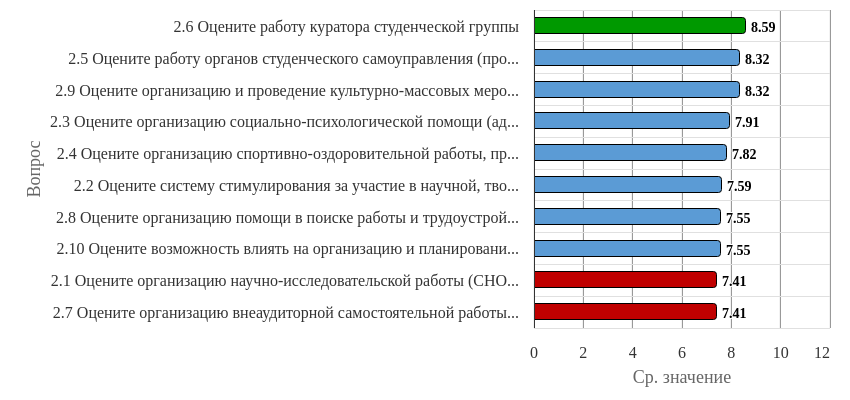 2.6 Оцените работу куратора студенческой группы 8.59
2.5 Оцените работу органов студенческого самоуправления (про... 8.32
2.9 Оцените организацию и проведение культурно-массовых меро... 8.32
2.3 Оцените организацию социально-психологической помощи (ад... 7.91
2.4 Оцените организацию спортивно-оздоровительной работы, пр... 7.82
2.2 Оцените систему стимулирования за участие в научной, тво... 7.59
2.8 Оцените организацию помощи в поиске работы и трудоустрой... 7.55
2.10 Оцените возможность влиять на организацию и планировани... 7.55
2.1 Оцените организацию научно-исследовательской работы (СНО... 7.41
2.7 Оцените организацию внеаудиторной самостоятельной работы... 7.41
Вопрос
0 2 4 6 8 10 12
Ср. значение